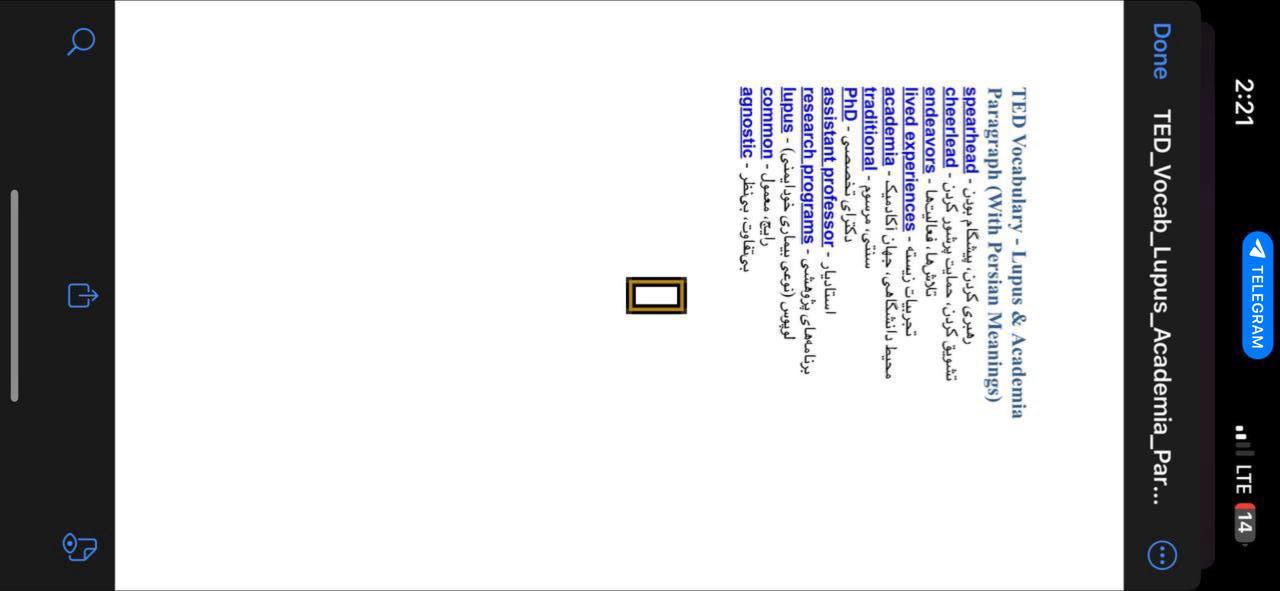 2:21
TELEGRAM
LTE 14
Done
TED_Vocab_Lupus_Academia_Par...
TED Vocabulary - Lupus & Academia
Paragraph (With Persian Meanings)
spearhead - رهبری کردن، پیشگام بودن
cheerlead - تشویق کردن، حمایت پرشور کردن
endeavors - تلاش‌ها، فعالیت‌ها
lived experiences - تجربیات زیسته
academia - محیط دانشگاهی، جهان آکادمیک
traditional - سنتی، مرسوم
PhD - دکترای تخصصی
assistant professor - استادیار
research programs - برنامه‌های پژوهشی
lupus - لوپوس (نوعی بیماری خودایمنی)
common - رایج، معمول
agnostic - بی‌تفاوت، بی‌نظر